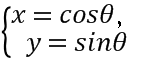 x = cosθ,
y = sinθ